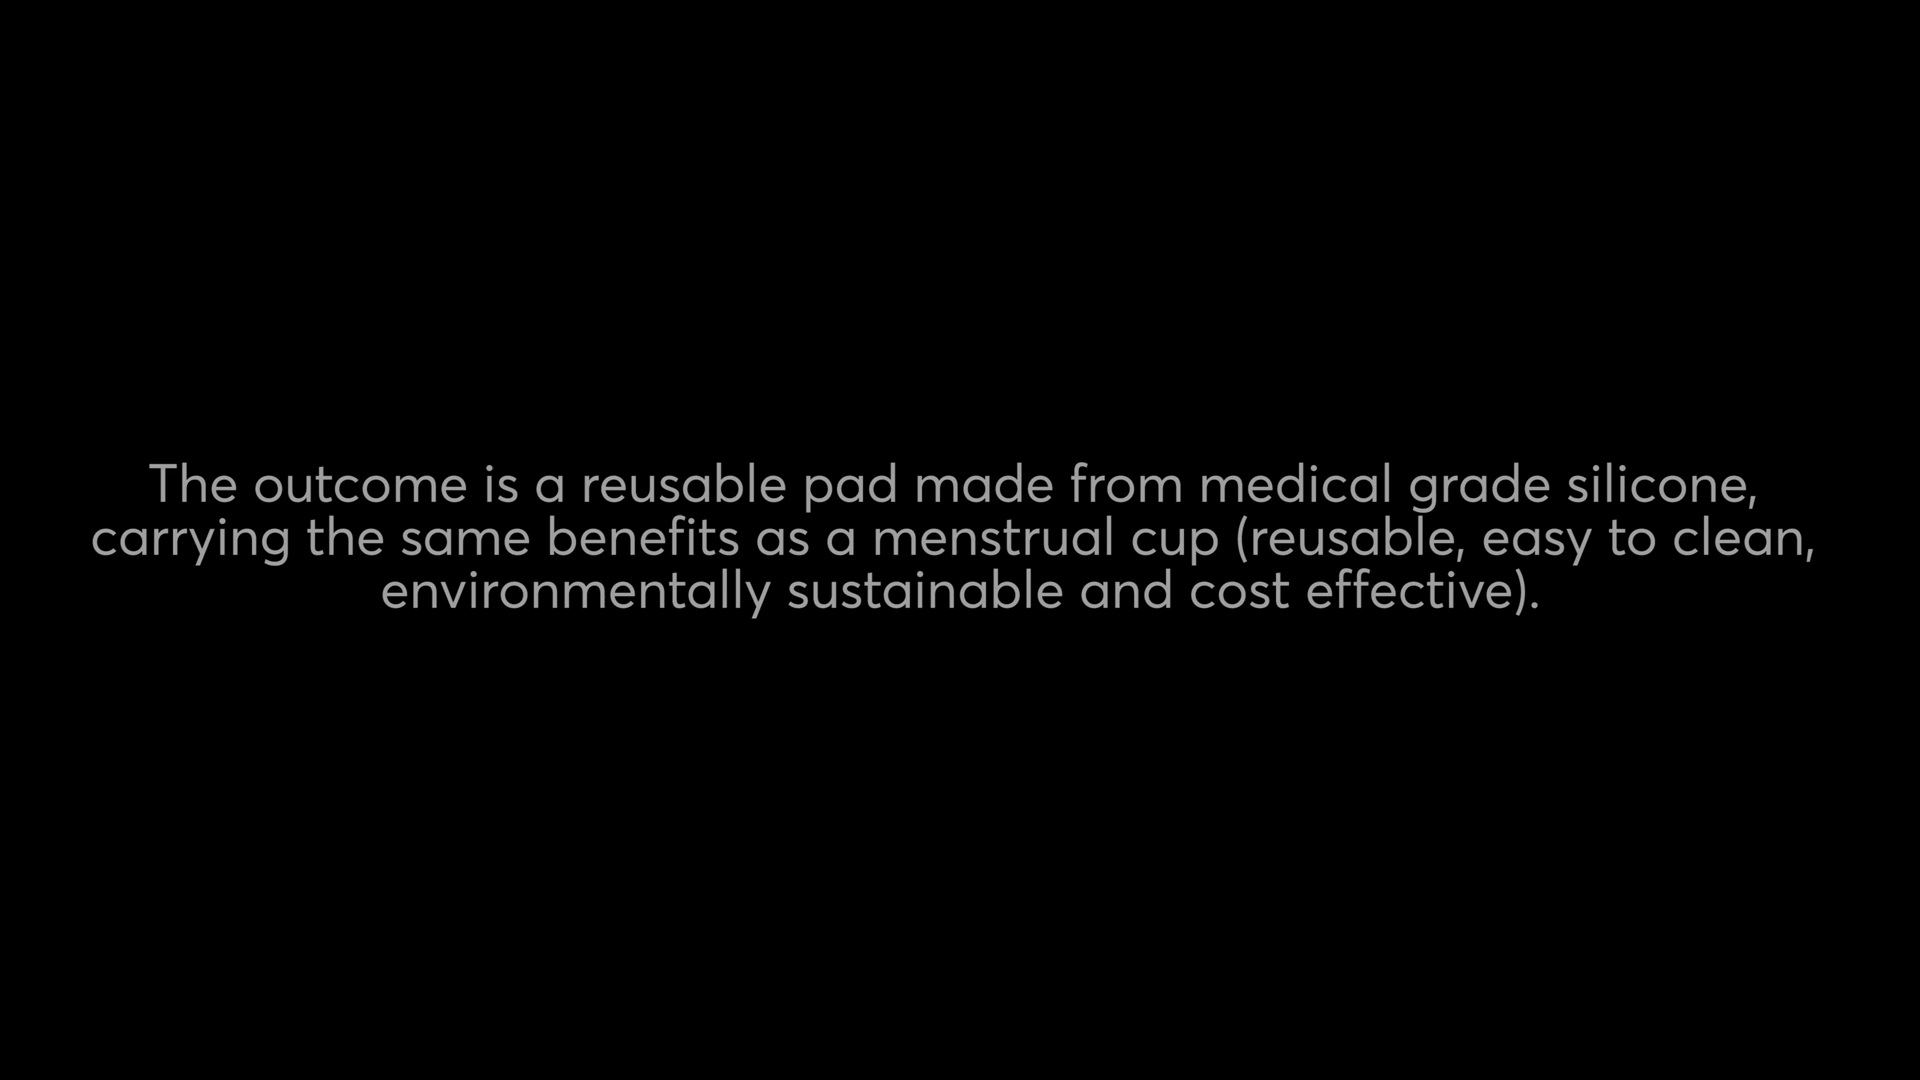 The outcome is a reusable pad made from medical grade silicone,
carrying the same benefits as a menstrual cup (reusable, easy to clean,
environmentally sustainable and cost effective).